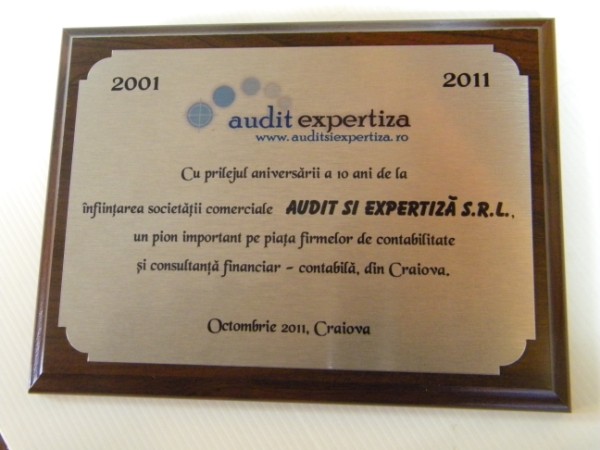 2001 2011
audit expertiza
www.auditsiexpertiza.ro
Cu prilejul aniversării a 10 ani de la
înființarea societății comerciale AUDIT SI EXPERTIZĂ S.R.L.,
un pion important pe piața firmelor de contabilitate
și consultanță financiar - contabilă, din Craiova.
Octombrie 2011, Craiova